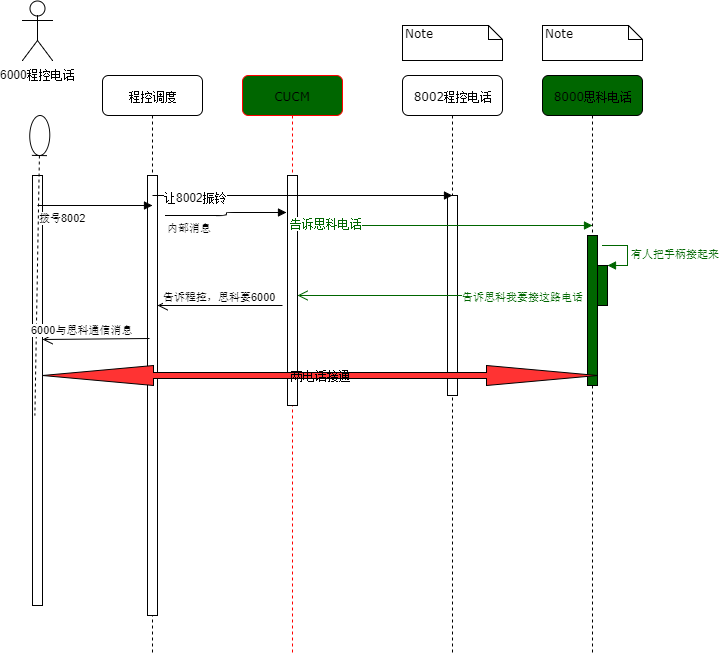 Note
Note
6000程控电话
程控调度
CUCM
8002程控电话
8000思科电话
让8002振铃
拨号8002
内部消息
告诉思科电话
有人把手柄接起来
告诉程控，思科要6000
告诉思科我要接这路电话
6000与思科通信消息
两电话接通